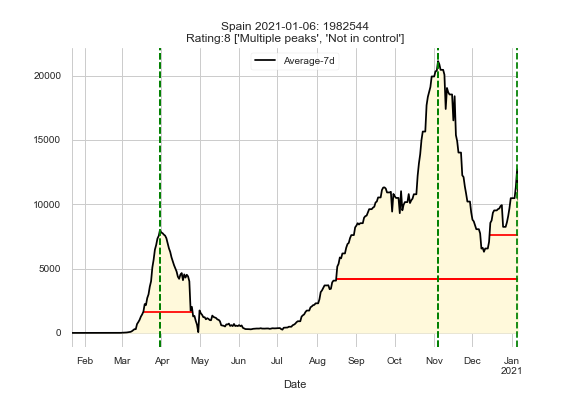 Spain 2021-01-06: 1982544
Rating:8 ['Multiple peaks', 'Not in control']
Average-7d
20000
15000
10000
5000
0
Feb Mar Apr May Jun Jul Aug Sep Oct Nov Dec Jan
2021
Date